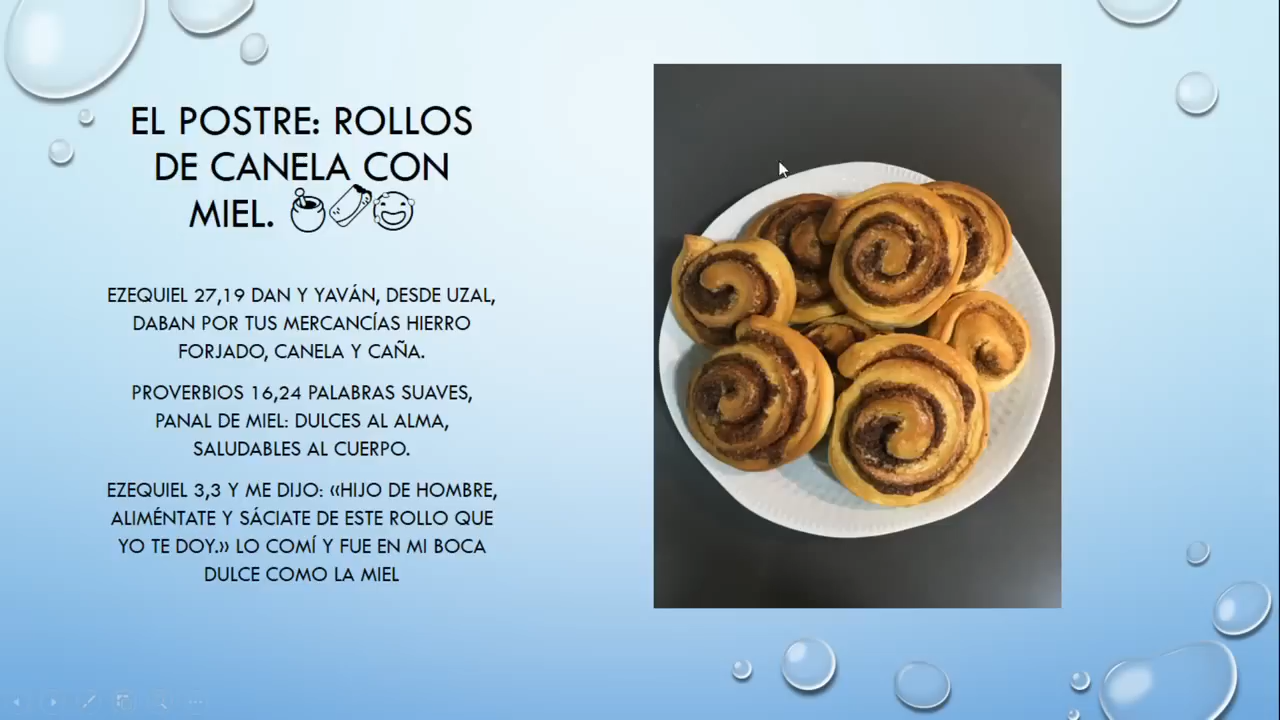 EL POSTRE: ROLLOS
DE CANELA CON
MIEL.
EZEQUIEL 27,19 DAN Y YAVÁN, DESDE UZAL,
DABAN POR TUS MERCANCÍAS HIERRO
FORJADO, CANELA Y CAÑA.
PROVERBIOS 16,24 PALABRAS SUAVES,
PANAL DE MIEL: DULCES AL ALMA,
SALUDABLES AL CUERPO.
EZEQUIEL 3,3 Y ME DIJO: «HIJO DE HOMBRE,
ALIMÉNTATE Y SÁCIATE DE ESTE ROLLO QUE
YO TE DOY.» LO COMÍ Y FUE EN MI BOCA
DULCE COMO LA MIEL